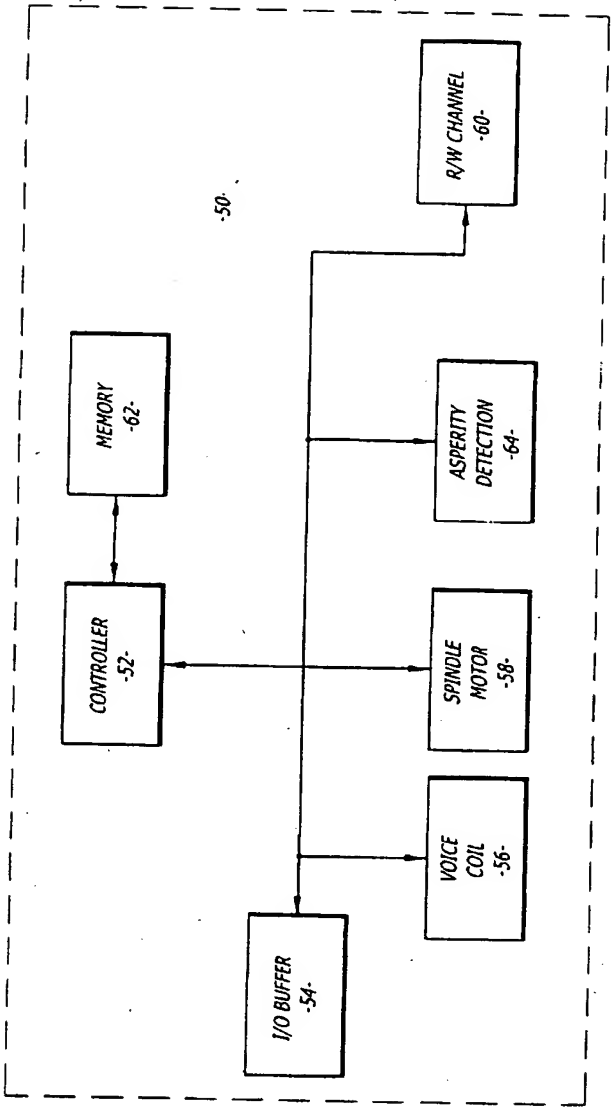 -50-
MEMORY
-62-
CONTROLLER
-52-
R/W CHANNEL
-60-
ASPERITY
DETECTION
-64-
SPINDLE
MOTOR
-58-
VOICE
COIL
-56-
I/O BUFFER
-54-